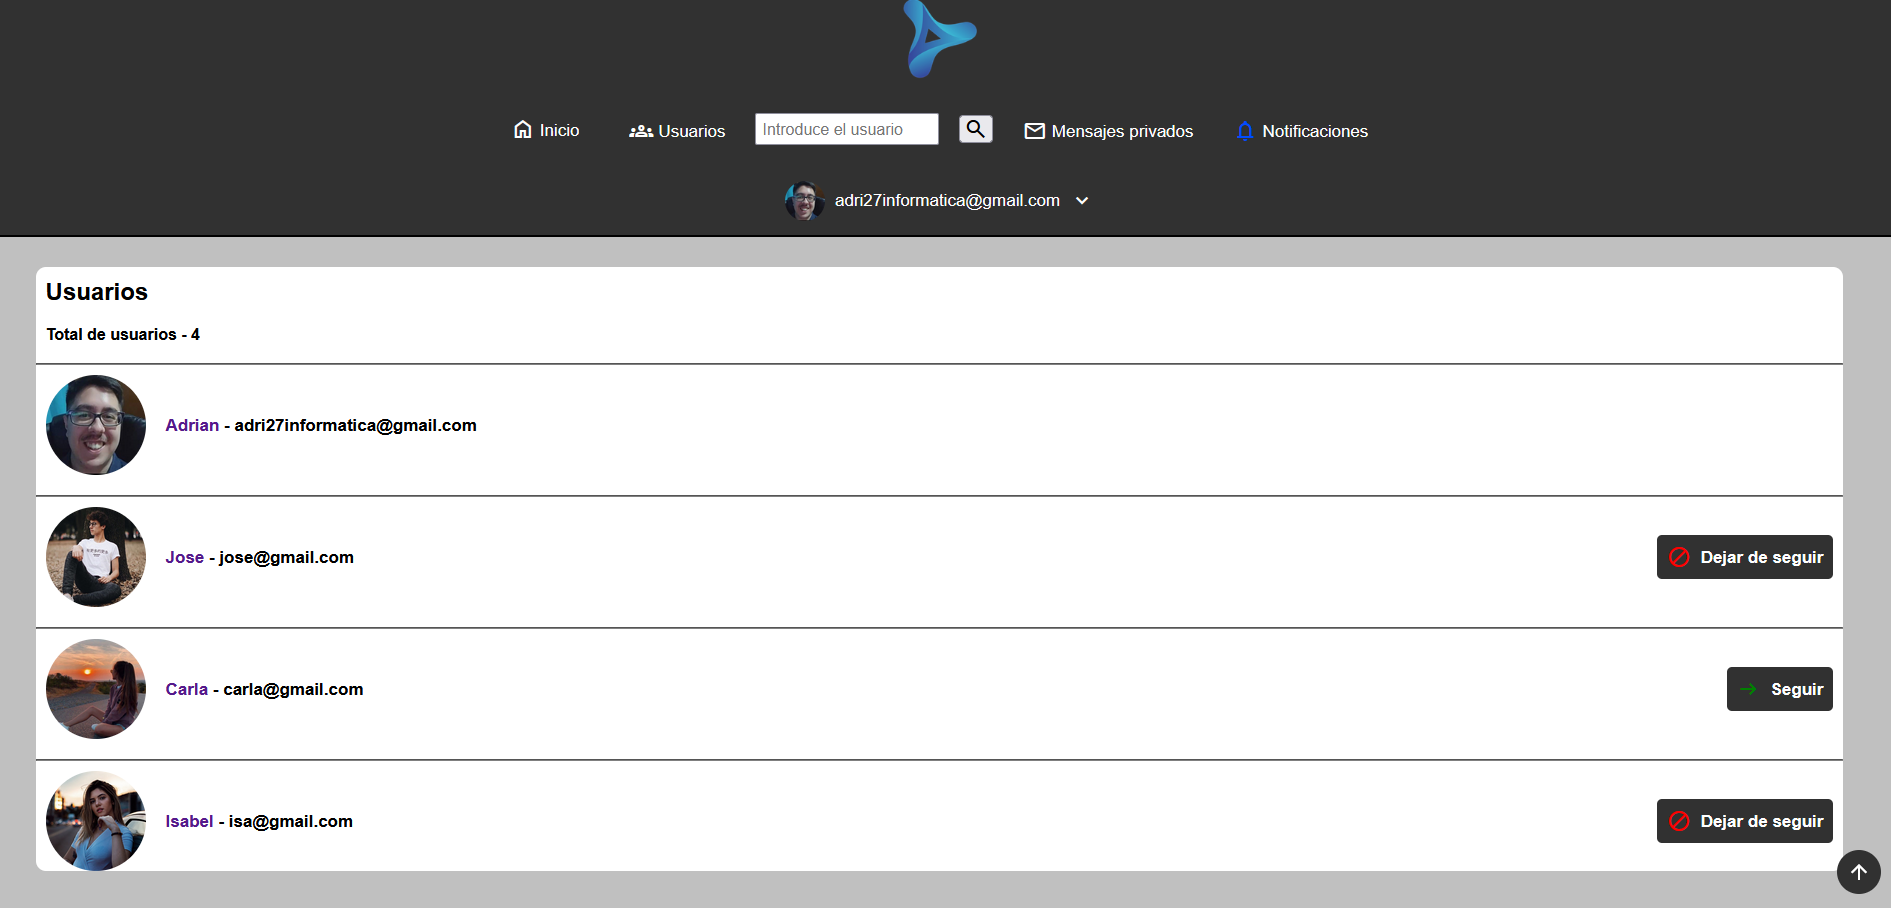 Inicio
Usuarios
Introduce el usuario
Mensajes privados
Notificaciones
adri27informatica@gmail.com
Usuarios
Total de usuarios - 4
Adrian - adri27informatica@gmail.com
Jose - jose@gmail.com
Dejar de seguir
Carla - carla@gmail.com
Seguir
Isabel - isa@gmail.com
Dejar de seguir